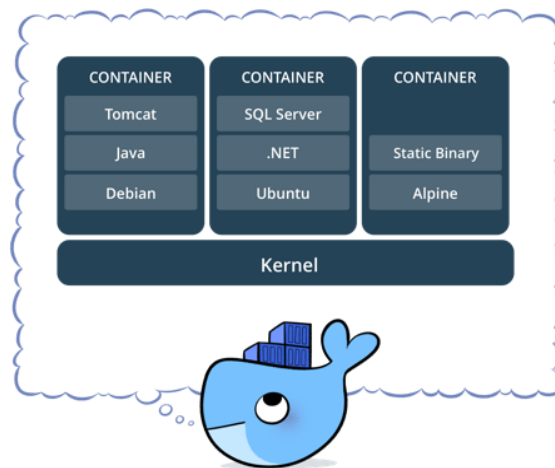 CONTAINER
Tomcat
Java
Debian
CONTAINER
SQL Server
.NET
Ubuntu
CONTAINER
Static Binary
Alpine
Kernel